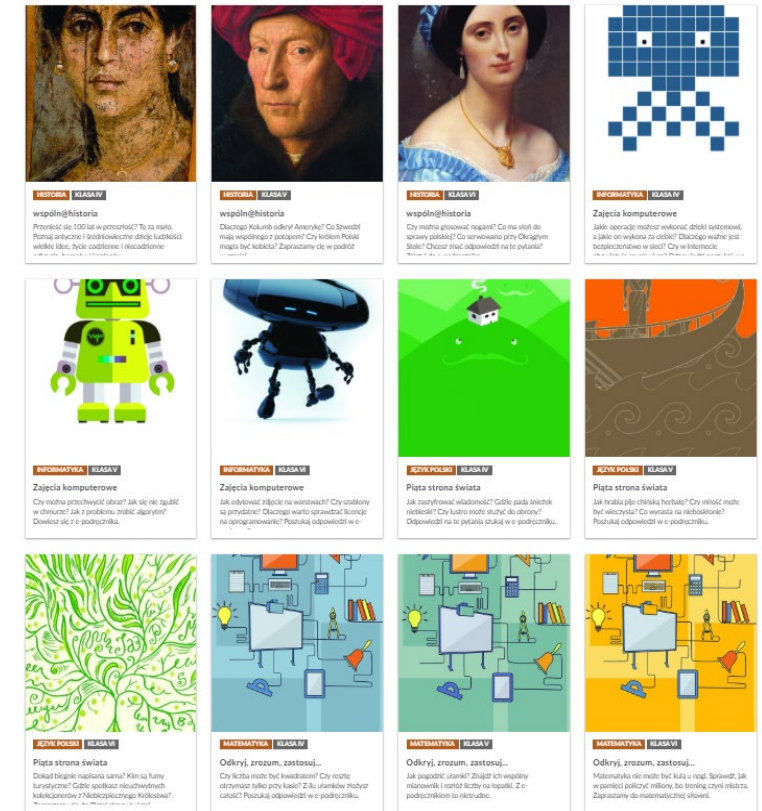 HISTORIA KLASA IV
wspóln@historia
Przenieść się 100 lat w przeszłość? To za mało.
Poznaj antyczne i średniowieczne dzieje ludzkości:
wielkie idee, życie codzienne i niecodzienne
HISTORIA KLASA V
wspóln@historia
Dlaczego Kolumb odkrył Amerykę? Co Szwedzi
mają wspólnego z potopem? Czy królem Polski
mogła być kobieta? Zapraszamy cię w podróż
HISTORIA KLASA VI
wspóln@historia
Czy można głosować nogami? Co ma słoń do
sprawy polskiej? Co serwowano przy Okrągłym
Stole? Chcesz znać odpowiedzi na te pytania?
INFORMATYKA KLASA IV
Zajęcia komputerowe
Jakie operacje możesz wykonać dzięki systemowi,
a jakie on wykona za ciebie? Dlaczego ważne jest
bezpieczeństwo w sieci? Czy w internecie
INFORMATYKA KLASA V
Zajęcia komputerowe
Czy można przechwycić obraz? Jak się nie zgubić
w chmurze? Jak z problemu zrobić algorytm?
Dowiesz się z e-podręcznika.
INFORMATYKA KLASA VI
Zajęcia komputerowe
Jak edytować zdjęcie na warstwach? Czy szablony
są przydatne? Dlaczego warto sprawdzać licencje
na oprogramowanie? Poszukaj odpowiedzi w e-
JĘZYK POLSKI KLASA IV
Piąta strona świata
Jak zaszyfrować wiadomość? Gdzie pada śnieżek
niebieski? Czy lustro może służyć do obrony?
Odpowiedzi na te pytania szukaj w e-podręczniku.
JĘZYK POLSKI KLASA V
Piąta strona świata
Jak hrabia pije chińską herbatę? Czy miłość może
być wieczysta? Co wyrasta na nieboskłonie?
Poszukaj odpowiedzi w e-podręczniku.
JĘZYK POLSKI KLASA VI
Piąta strona świata
Dokąd biegnie napisana sarna? Kim są fumy
turystyczne? Gdzie spotkasz nieuchwytnych
kolekcjonerów z Niebezpiecznego Królestwa?
MATEMATYKA KLASA IV
Odkryj, zrozum, zastosuj...
Czy liczba może być kwadratem? Czy resztę
otrzymasz tylko przy kasie? Z ilu ułamków złożysz
całość? Poszukaj odpowiedzi w e-podręczniku.
MATEMATYKA KLASA V
Odkryj, zrozum, zastosuj...
Jak pogodzić ułamki? Znajdź ich wspólny
mianownik i rozłóż liczby na łopatki. Z e-
podręcznikiem to nietrudne.
MATEMATYKA KLASA VI
Odkryj, zrozum, zastosuj...
Matematyka nie może być kulą u nogi. Sprawdź, jak
w pamięci policzyć miliony, bo trening czyni mistrza.
Zapraszamy do matematycznej siłowni.